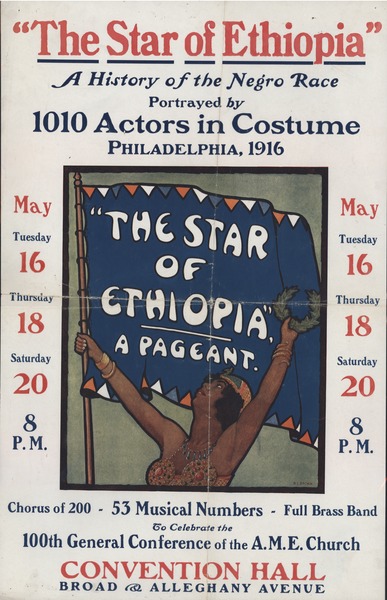 "The Star of Ethiopia"
A History of the Negro Race
Portrayed by
1010 Actors in Costume
PHILADELPHIA, 1916
May
Tuesday
16
Thursday
18
Saturday
20
8
P. M.
"THE STAR
OF
ETHIOPIA",
A PAGEANT.
May
Tuesday
16
Thursday
18
Saturday
20
8
P. M.
Chorus of 200 - 53 Musical Numbers - Full Brass Band
To Celebrate the
100th General Conference of the A.M.E. Church
CONVENTION HALL
BROAD & ALLEGHANY AVENUE